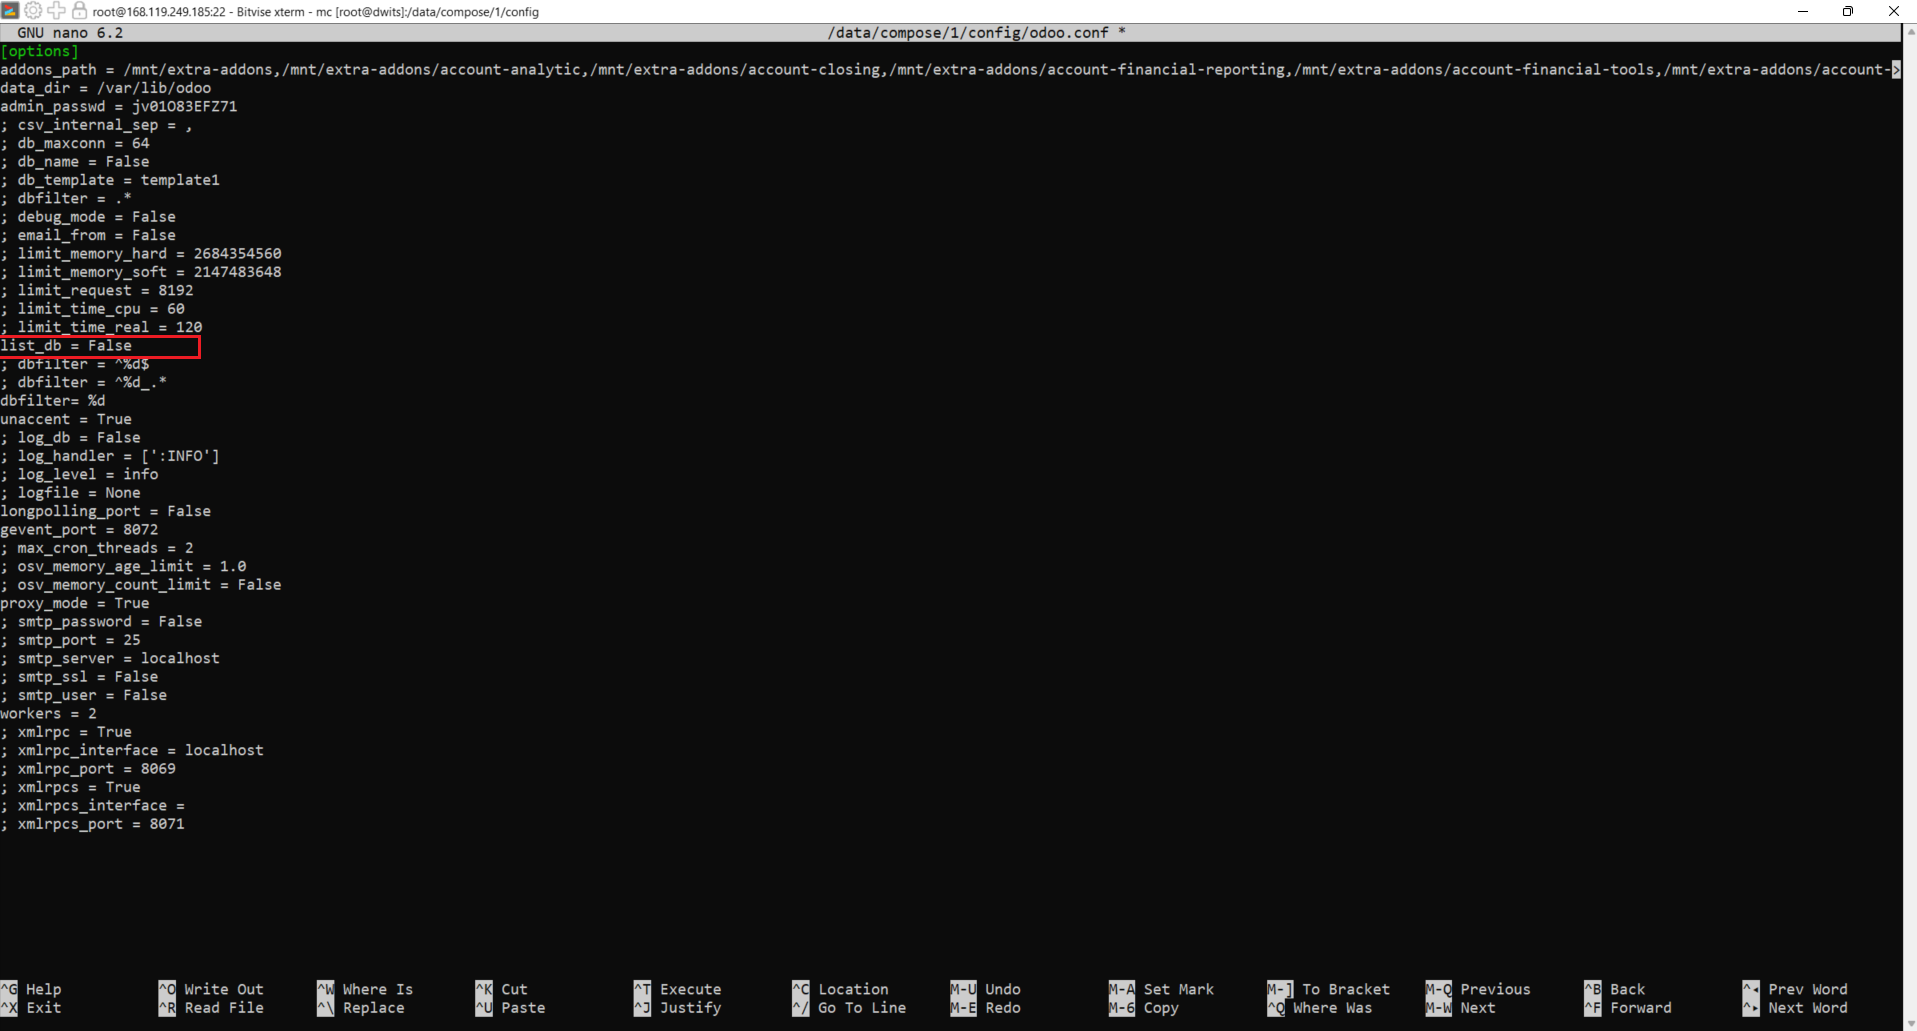 root@168.119.249.185:22 - Bitvise xterm - mc [root@dwits]:/data/compose/1/config
GNU nano 6.2 /data/compose/1/config/odoo.conf *
[options]
addons_path = /mnt/extra-addons,/mnt/extra-addons/account-analytic,/mnt/extra-addons/account-closing,/mnt/extra-addons/account-financial-reporting,/mnt/extra-addons/account-financial-tools,/mnt/extra-addons/account->
data_dir = /var/lib/odoo
admin_passwd = jv01O83EFZ71
; csv_internal_sep = ,
; db_maxconn = 64
; db_name = False
; db_template = template1
; dbfilter = .*
; debug_mode = False
; email_from = False
; limit_memory_hard = 2684354560
; limit_memory_soft = 2147483648
; limit_request = 8192
; limit_time_cpu = 60
; limit_time_real = 120
list_db = False
; dbfilter = ^%d$
; dbfilter = ^%d_.*
dbfilter= %d
unaccent = True
; log_db = False
; log_handler = [':INFO']
; log_level = info
; logfile = None
longpolling_port = False
gevent_port = 8072
; max_cron_threads = 2
; osv_memory_age_limit = 1.0
; osv_memory_count_limit = False
proxy_mode = True
; smtp_password = False
; smtp_port = 25
; smtp_server = localhost
; smtp_ssl = False
; smtp_user = False
workers = 2
; xmlrpc = True
; xmlrpc_interface = localhost
; xmlrpc_port = 8069
; xmlrpcs = True
; xmlrpcs_interface =
; xmlrpcs_port = 8071
^G Help ^O Write Out ^W Where Is ^K Cut ^T Execute ^C Location M-U Undo M-A Set Mark M-] To Bracket M-Q Previous ^B Back ^◂ Prev Word
^X Exit ^R Read File ^\ Replace ^U Paste ^J Justify ^/ Go To Line M-E Redo M-6 Copy ^Q Where Was M-W Next ^F Forward ^▸ Next Word